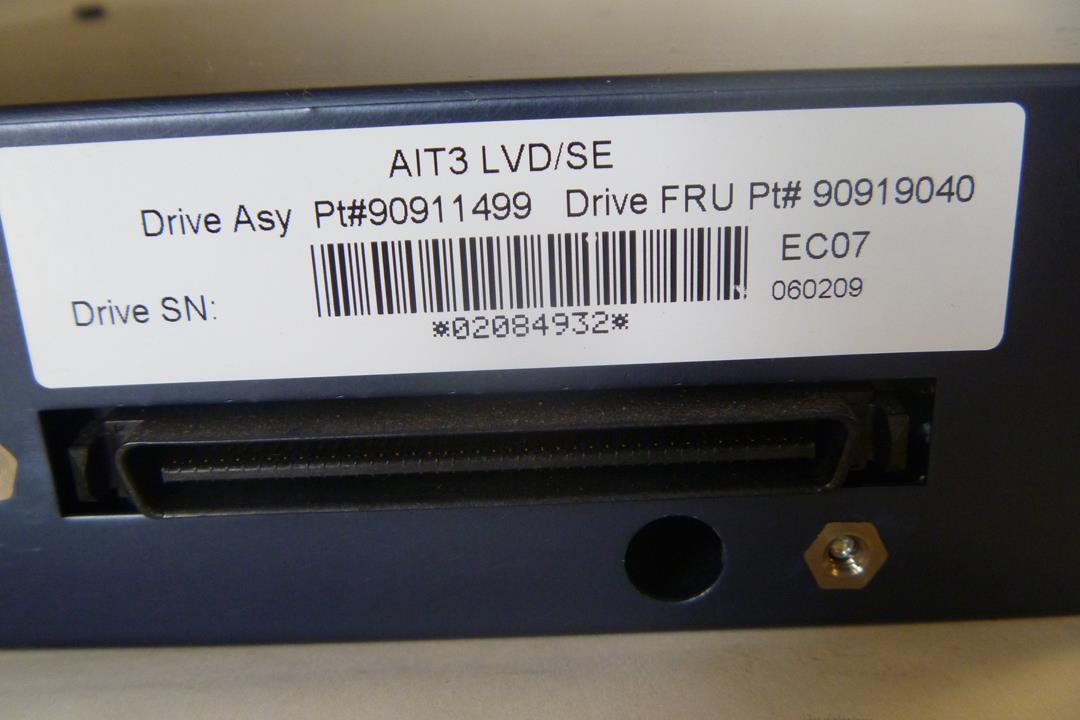 AIT3 LVD/SE
Drive Asy Pt#90911499 Drive FRU Pt# 90919040
EC07
Drive SN: 060209
*02084932*